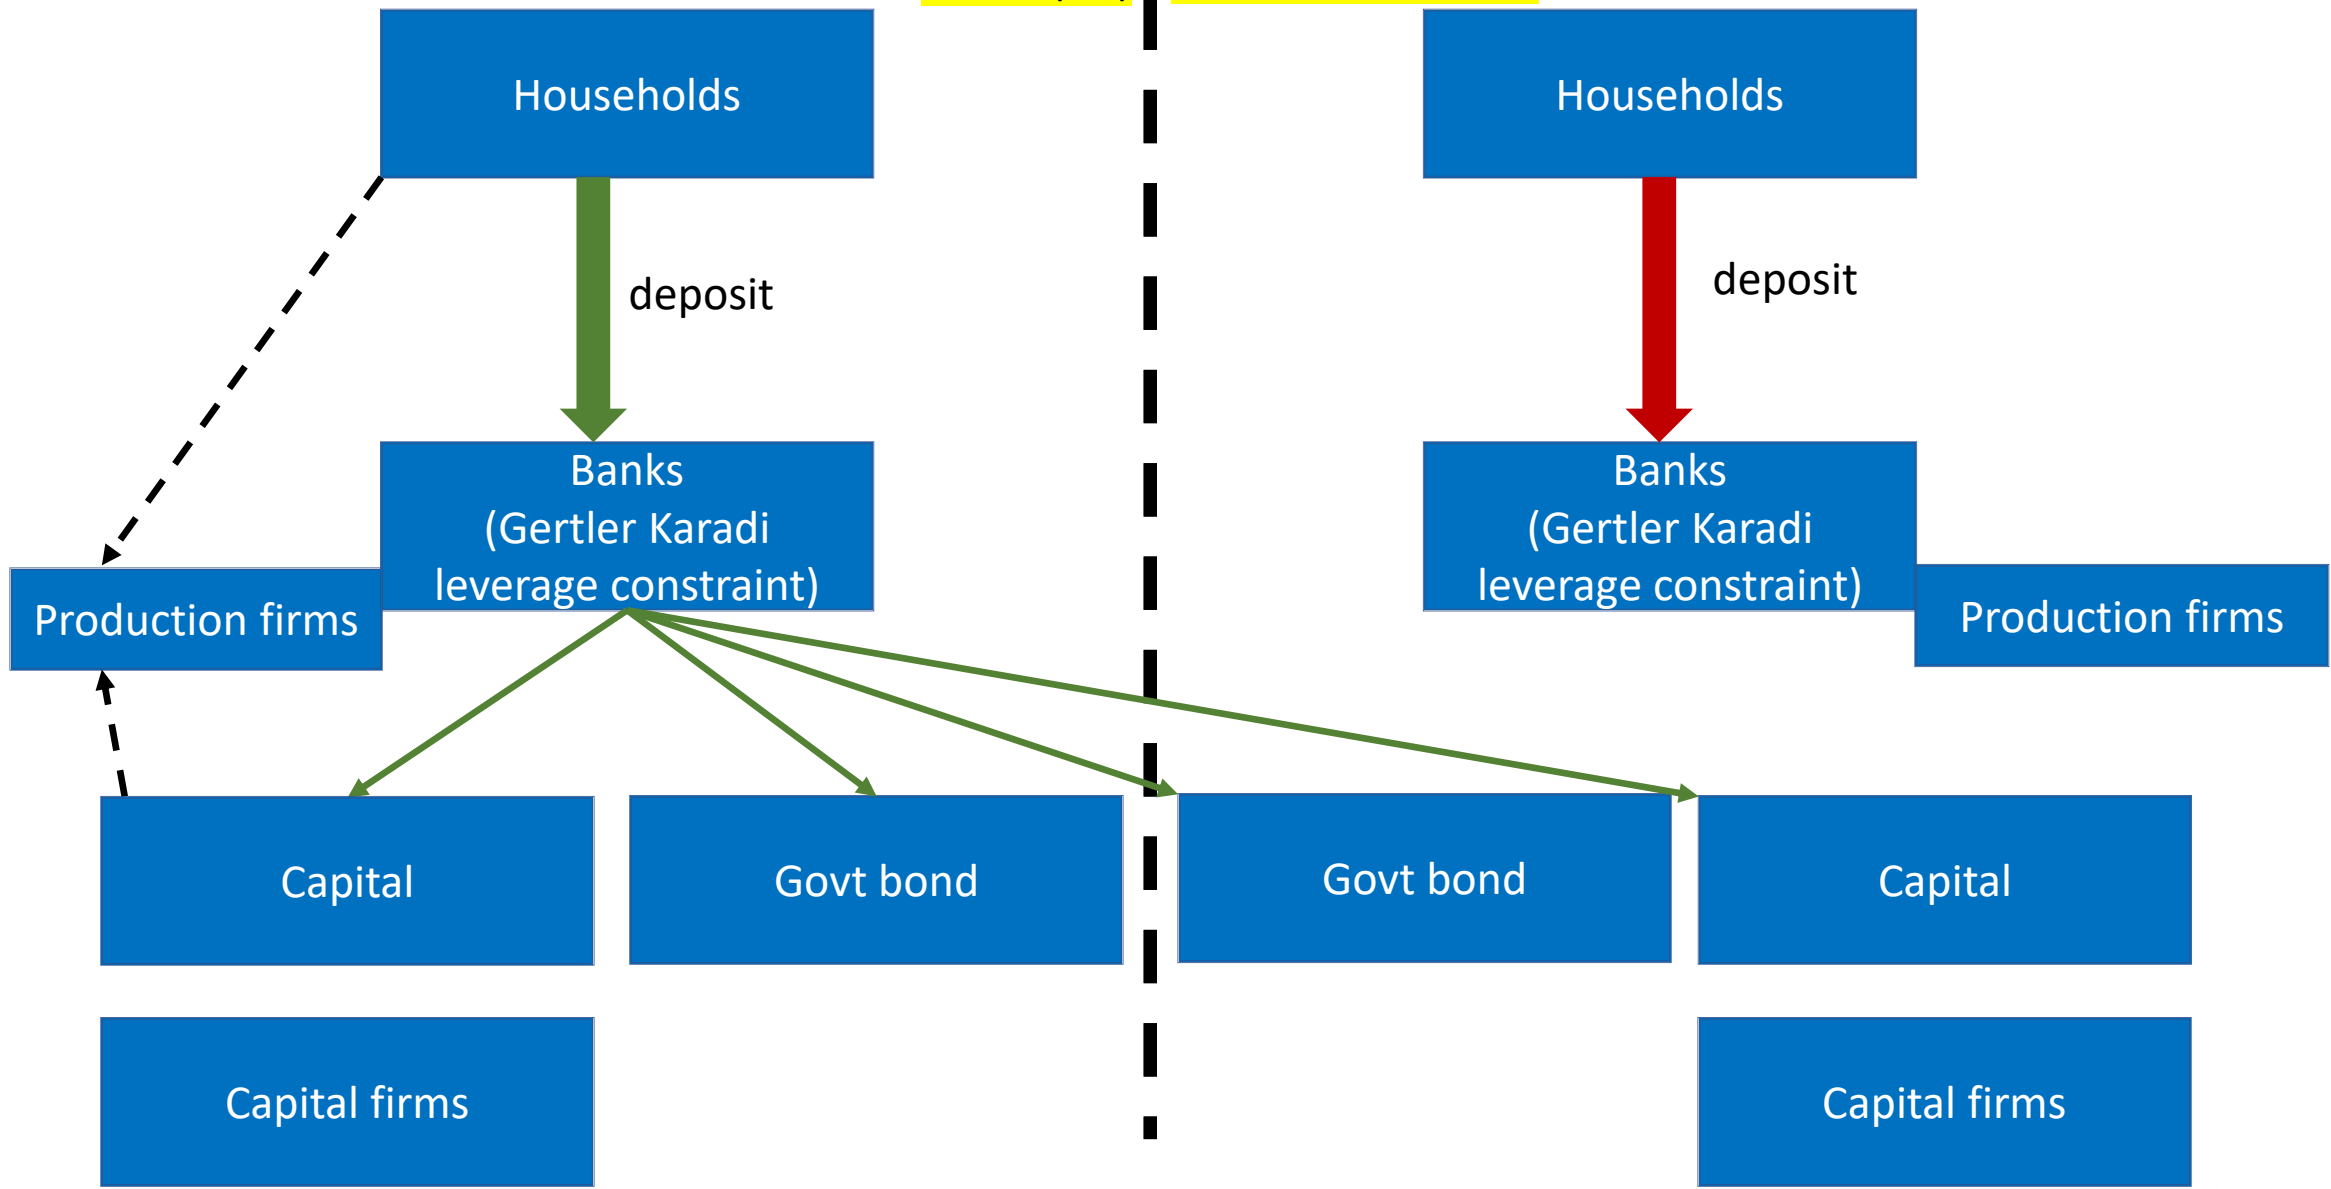 Households
Households
deposit
deposit
Banks
(Gertler Karadi
leverage constraint)
Banks
(Gertler Karadi
leverage constraint)
Production firms
Production firms
Capital
Govt bond
Govt bond
Capital
Capital firms
Capital firms